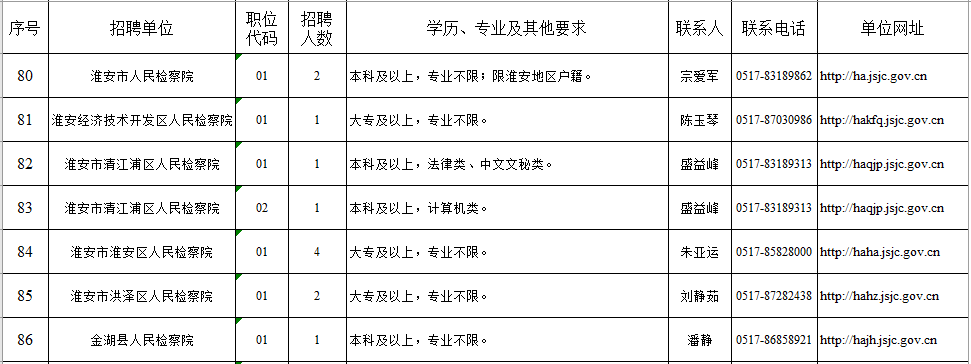 序号 招聘单位 职位代码 招聘人数 学历、专业及其他要求 联系人 联系电话 单位网址
80 淮安市人民检察院 01 2 本科及以上，专业不限；限淮安地区户籍。 宗爱军 0517-83189862 http://ha.jsjc.gov.cn
81 淮安经济技术开发区人民检察院 01 1 大专及以上，专业不限。 陈玉琴 0517-87030986 http://hakfq.jsjc.gov.cn
82 淮安市清江浦区人民检察院 01 1 本科及以上，法律类、中文文秘类。 盛益峰 0517-83189313 http://haqjp.jsjc.gov.cn
83 淮安市清江浦区人民检察院 02 1 本科及以上，计算机类。 盛益峰 0517-83189313 http://haqjp.jsjc.gov.cn
84 淮安市淮安区人民检察院 01 4 大专及以上，专业不限。 朱亚运 0517-85828000 http://haha.jsjc.gov.cn
85 淮安市洪泽区人民检察院 01 2 大专及以上，专业不限。 刘静茹 0517-87282438 http://hahz.jsjc.gov.cn
86 金湖县人民检察院 01 1 本科及以上，专业不限。 潘静 0517-86858921 http://hajh.jsjc.gov.cn